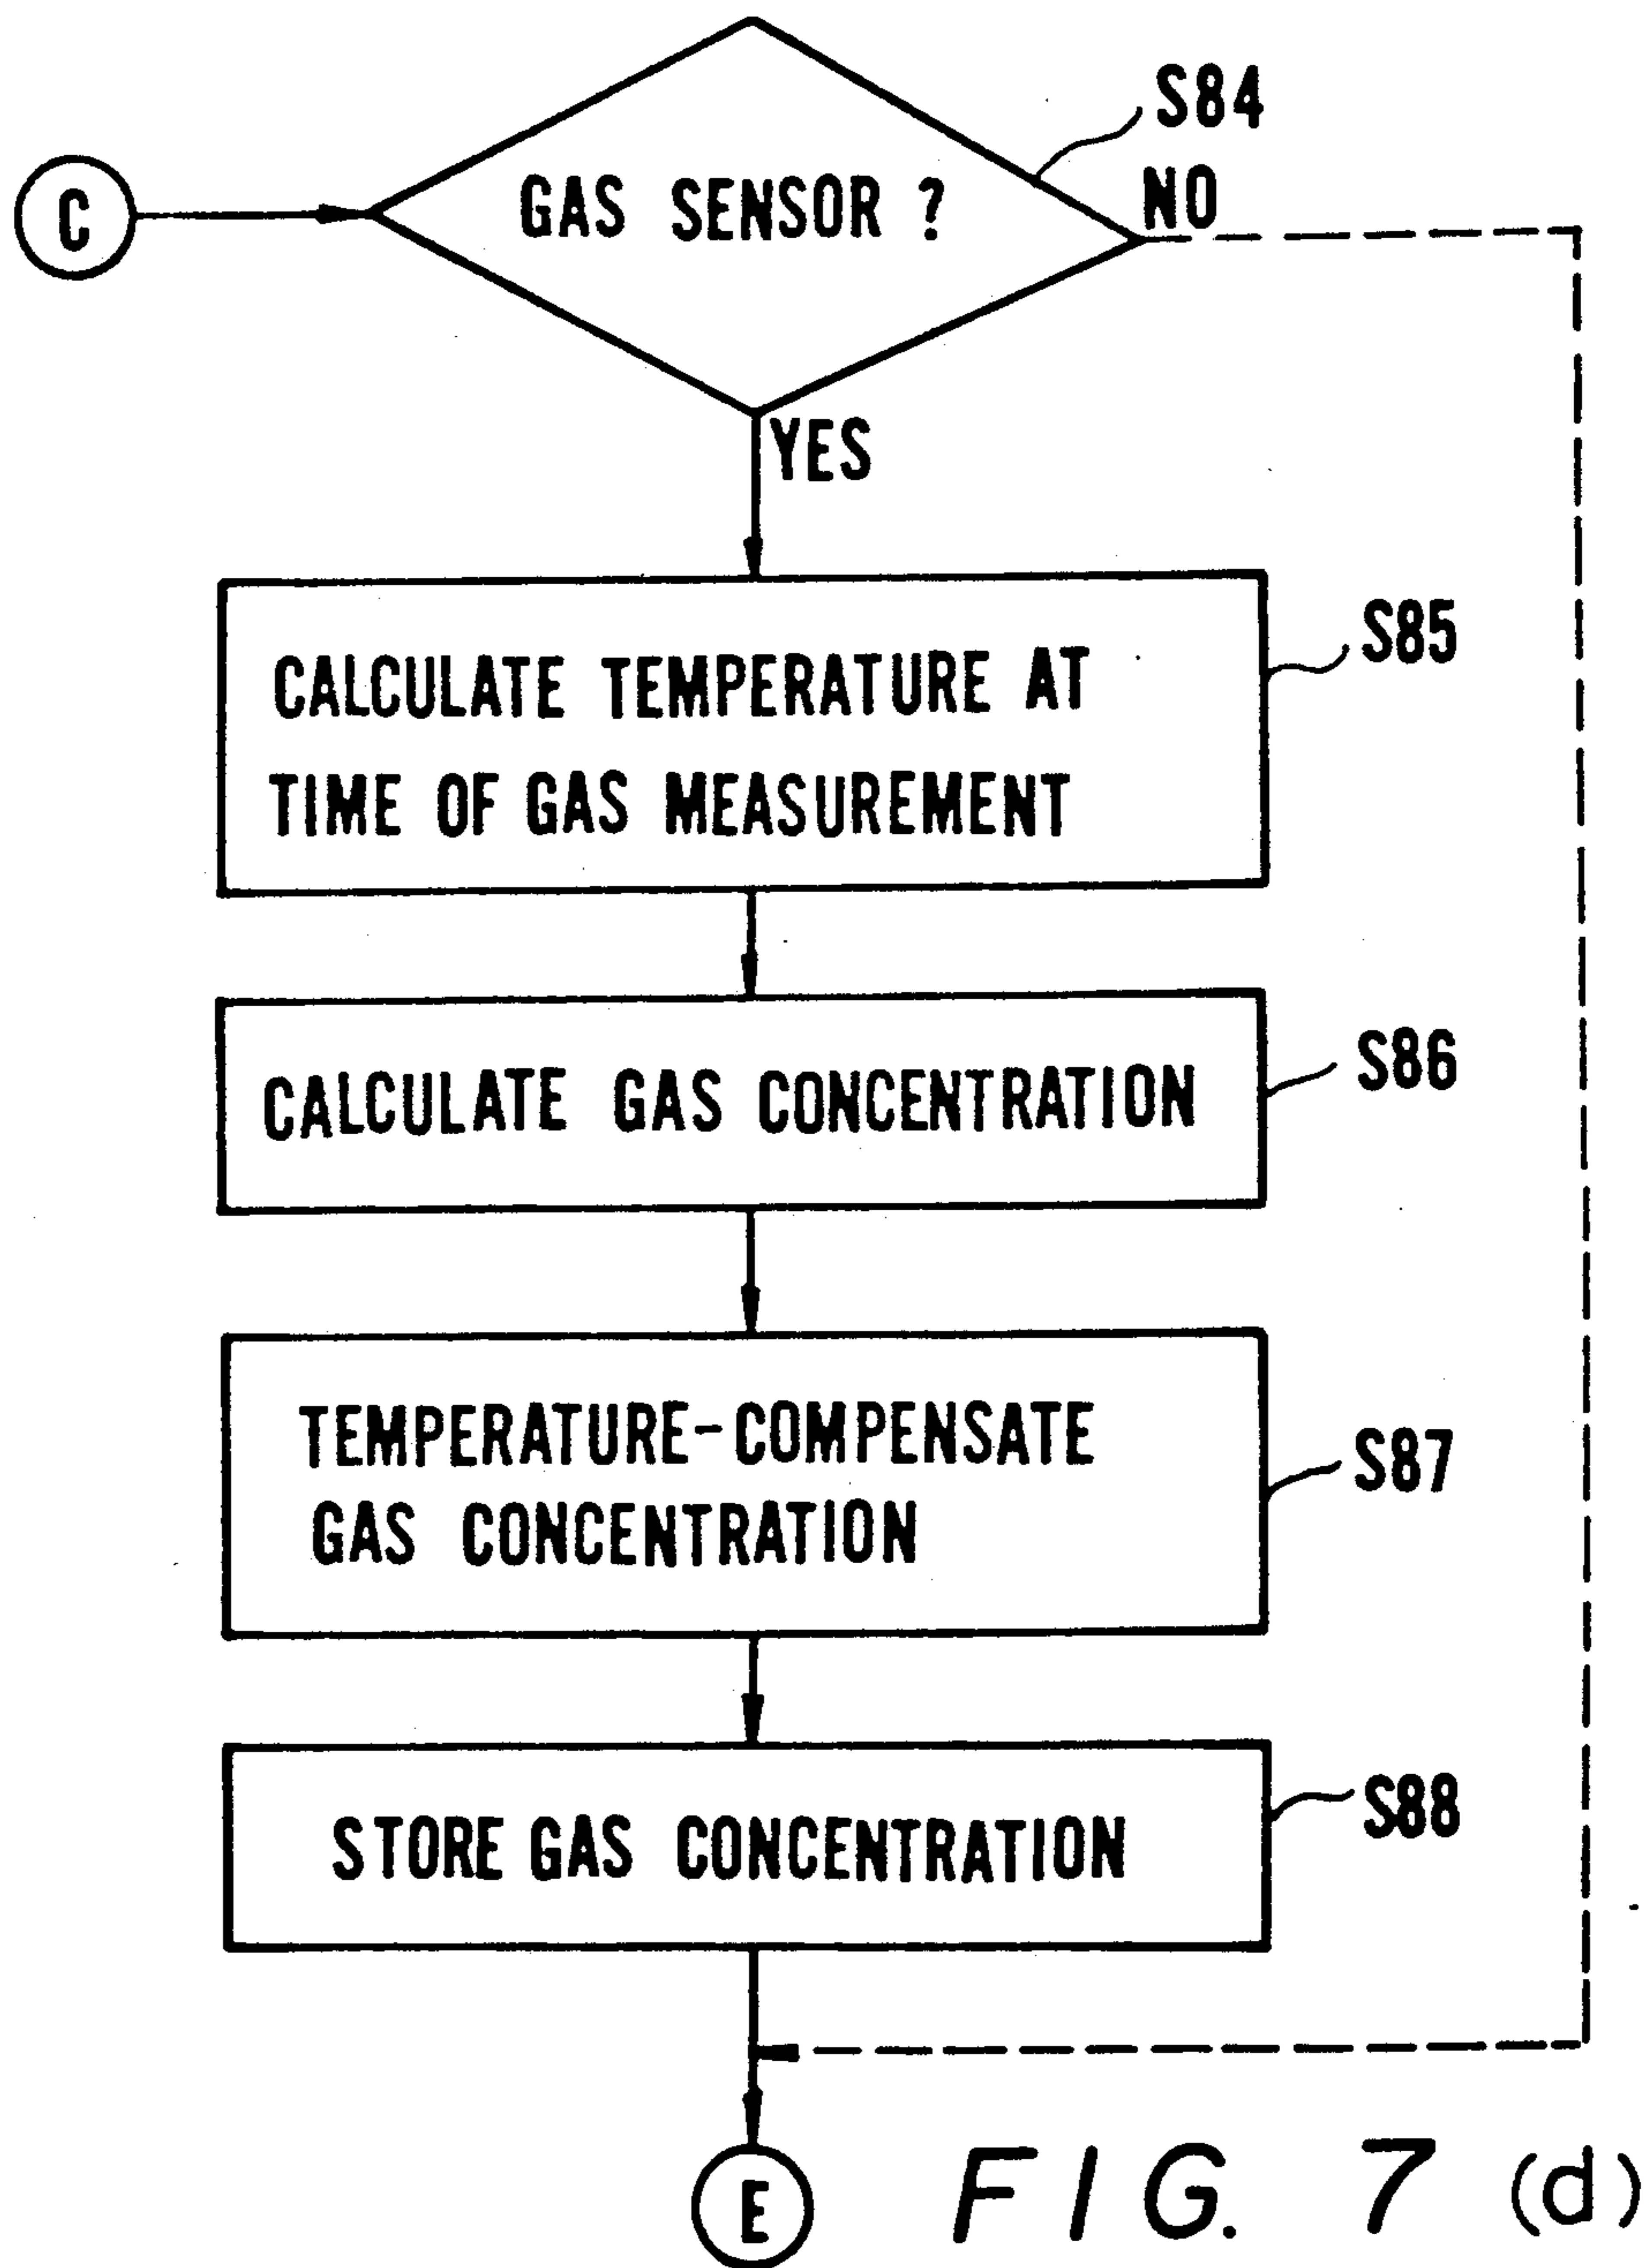 S84
C
GAS SENSOR ?
NO
YES
CALCULATE TEMPERATURE AT
TIME OF GAS MEASUREMENT
S85
CALCULATE GAS CONCENTRATION
S86
TEMPERATURE-COMPENSATE
GAS CONCENTRATION
S87
STORE GAS CONCENTRATION
S88
E
FIG. 7 (d)